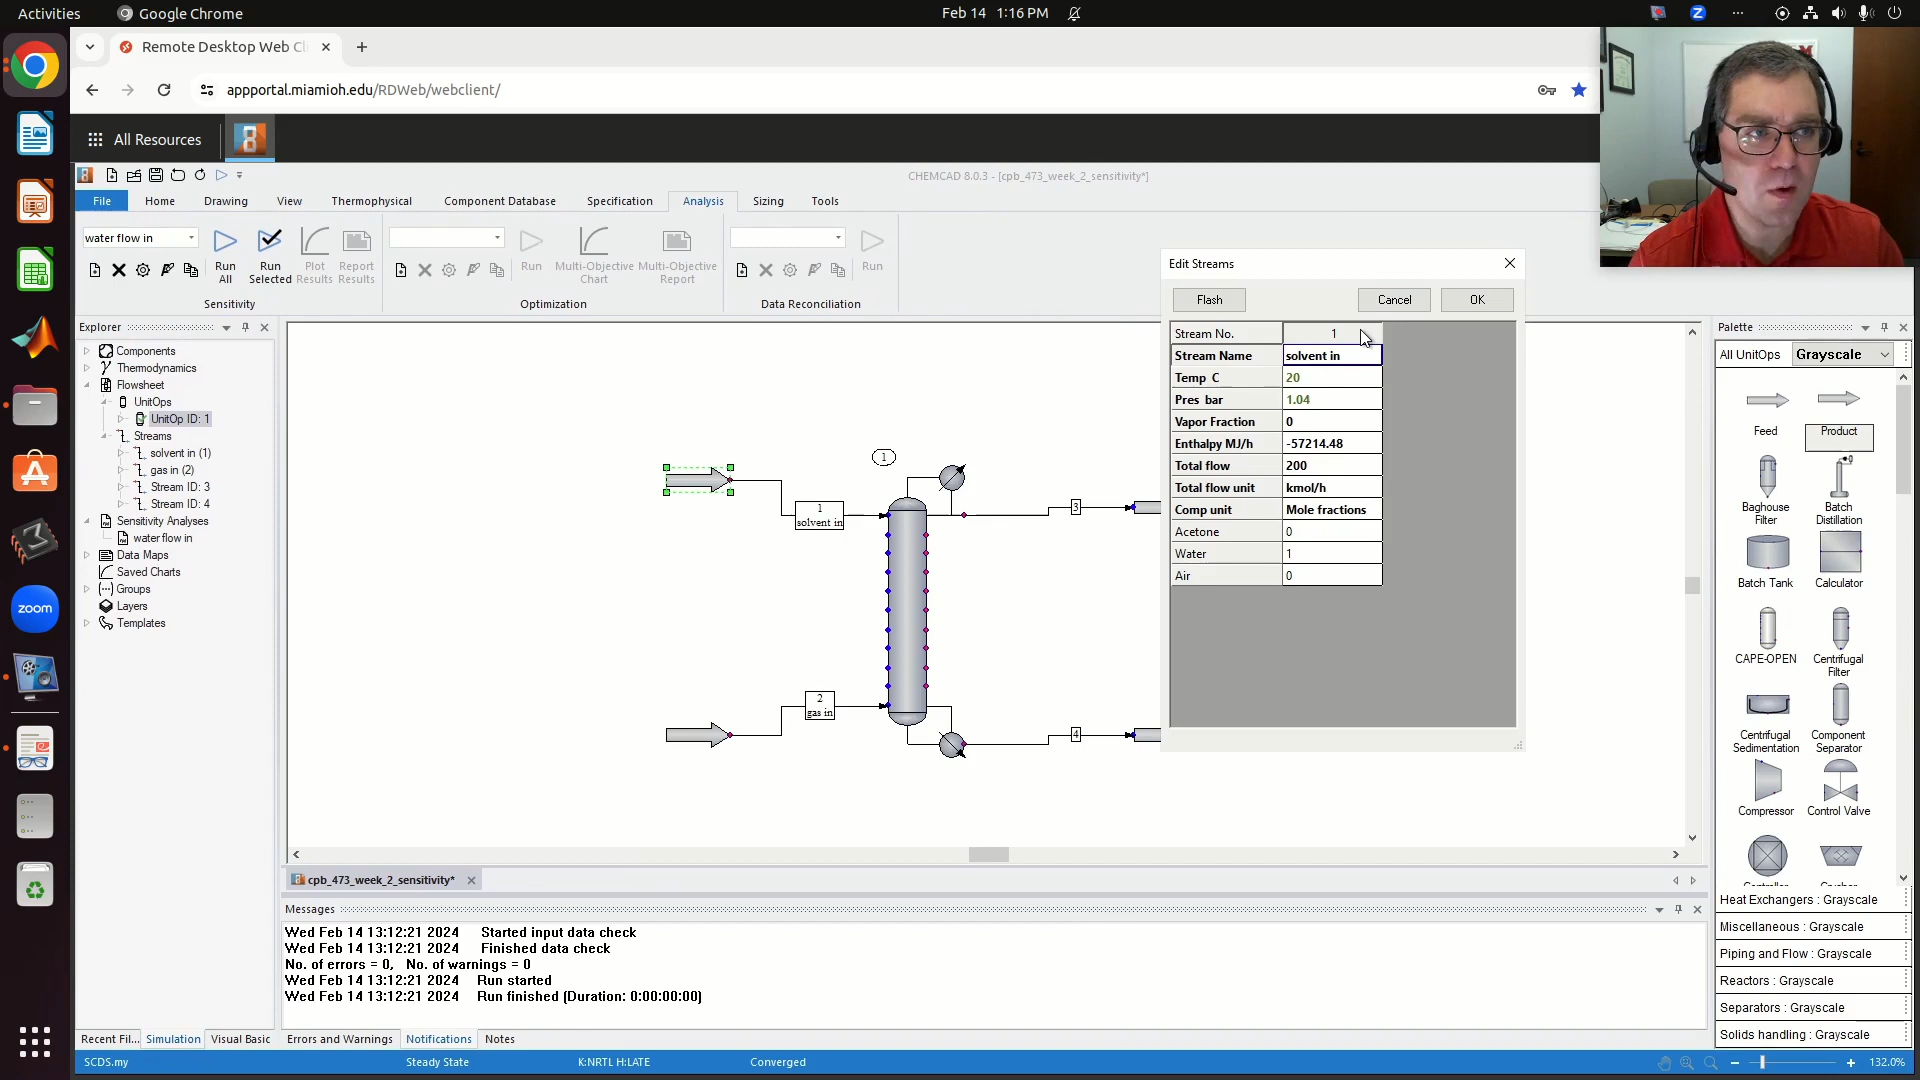 Activities
Google Chrome
Feb 14 1:16 PM
Remote Desktop Web Cl
appportal.miamioh.edu/RDWeb/webclient/
All Resources
CHEMCAD 8.0.3 - [cpb_473_week_2_sensitivity*]
File Home Drawing View Thermophysical Component Database Specification Analysis Sizing Tools
water flow in
Run All
Run Selected
Plot Results
Report Results
Run
Multi-Objective Chart
Multi-Objective Report
Run
Sensitivity
Optimization
Data Reconciliation
Explorer
Components
Thermodynamics
Flowsheet
UnitOps
UnitOp ID: 1
Streams
solvent in (1)
gas in (2)
Stream ID: 3
Stream ID: 4
Sensitivity Analyses
water flow in
Data Maps
Saved Charts
Groups
Layers
Templates
1
1
solvent in
3
2
gas in
4
Edit Streams
Flash Cancel OK
Stream No. 1
Stream Name solvent in
Temp C 20
Pres bar 1.04
Vapor Fraction 0
Enthalpy MJ/h -57214.48
Total flow 200
Total flow unit kmol/h
Comp unit Mole fractions
Acetone 0
Water 1
Air 0
Palette
All UnitOps Grayscale
Feed Product
Baghouse Filter
Batch Distillation
Batch Tank Calculator
CAPE-OPEN
Centrifugal Filter
Centrifugal Sedimentation
Component Separator
Compressor Control Valve
Heat Exchangers : Grayscale
Miscellaneous : Grayscale
Piping and Flow : Grayscale
Reactors : Grayscale
Separators : Grayscale
Solids handling : Grayscale
cpb_473_week_2_sensitivity*
Messages
Wed Feb 14 13:12:21 2024 Started input data check
Wed Feb 14 13:12:21 2024 Finished data check
No. of errors = 0, No. of warnings = 0
Wed Feb 14 13:12:21 2024 Run started
Wed Feb 14 13:12:21 2024 Run finished (Duration: 0:00:00:00)
Recent Fil... Simulation Visual Basic Errors and Warnings Notifications Notes
SCDS.my Steady State K:NRTL H:LATE Converged 132.0%
zoom